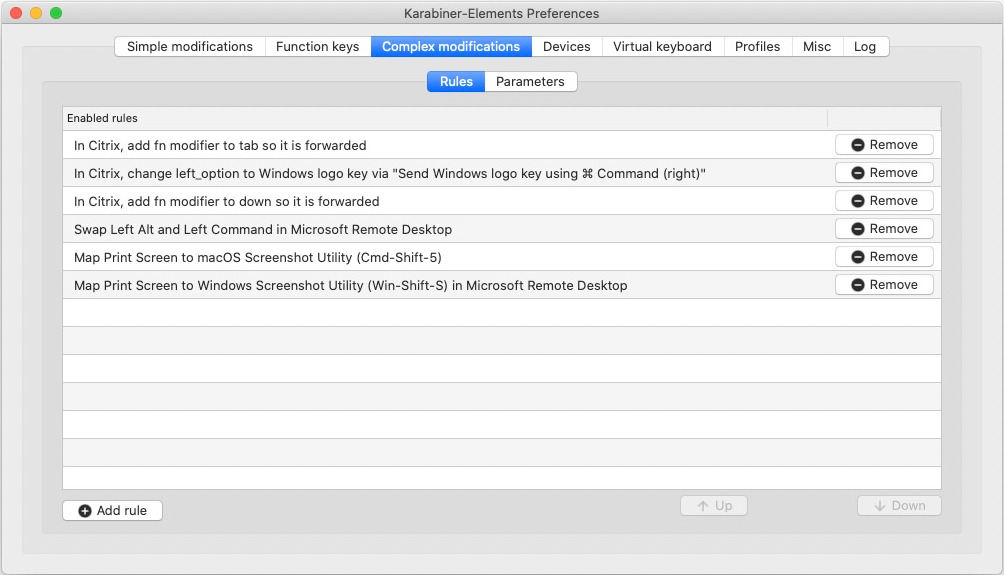 Karabiner-Elements Preferences
Simple modifications Function keys Complex modifications Devices Virtual keyboard Profiles Misc Log
Rules Parameters
Enabled rules
In Citrix, add fn modifier to tab so it is forwarded Remove
In Citrix, change left_option to Windows logo key via "Send Windows logo key using ⌘ Command (right)" Remove
In Citrix, add fn modifier to down so it is forwarded Remove
Swap Left Alt and Left Command in Microsoft Remote Desktop Remove
Map Print Screen to macOS Screenshot Utility (Cmd-Shift-5) Remove
Map Print Screen to Windows Screenshot Utility (Win-Shift-S) in Microsoft Remote Desktop Remove
Add rule Up Down